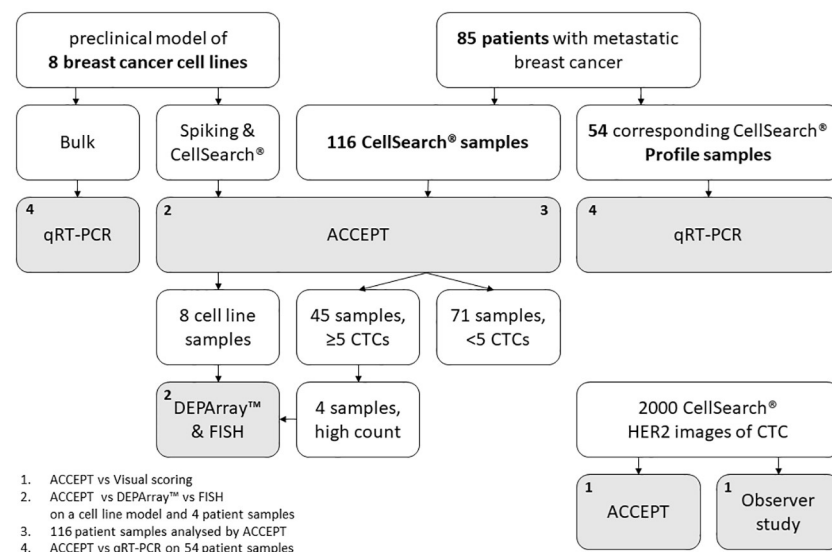 preclinical model of
8 breast cancer cell lines
85 patients with metastatic
breast cancer
Bulk
Spiking &
CellSearch®
116 CellSearch® samples
54 corresponding CellSearch®
Profile samples
4
qRT-PCR
2
3
ACCEPT
4
qRT-PCR
8 cell line
samples
45 samples,
≥5 CTCs
71 samples,
<5 CTCs
2
DEPArray™
& FISH
4 samples,
high count
2000 CellSearch®
HER2 images of CTC
1
ACCEPT
1
Observer
study
1. ACCEPT vs Visual scoring
2. ACCEPT vs DEPArray™ vs FISH
on a cell line model and 4 patient samples
3. 116 patient samples analysed by ACCEPT
4. ACCEPT vs qRT-PCR on 54 patient samples